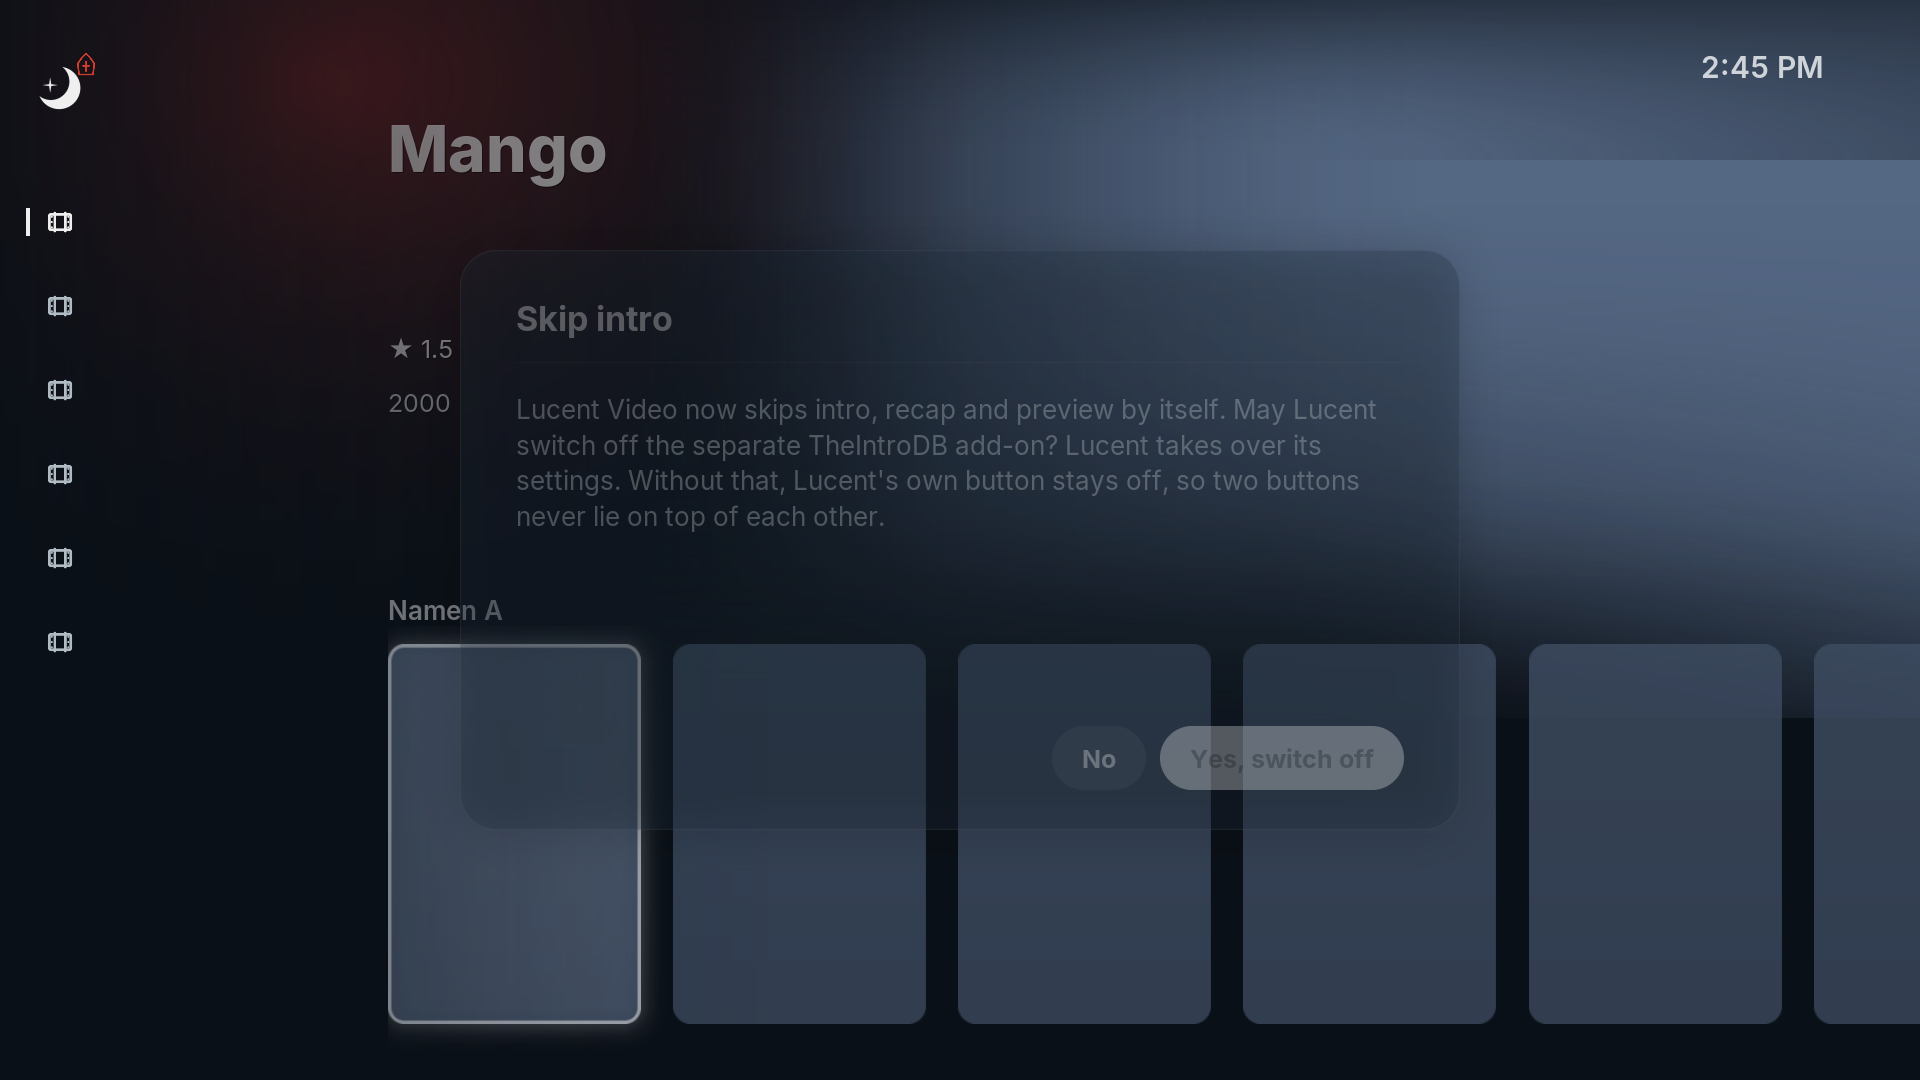 2:45 PM
Mango
Skip intro
★ 1.5
2000
Lucent Video now skips intro, recap and preview by itself. May Lucent
switch off the separate TheIntroDB add-on? Lucent takes over its
settings. Without that, Lucent's own button stays off, so two buttons
never lie on top of each other.
Namen A
No
Yes, switch off